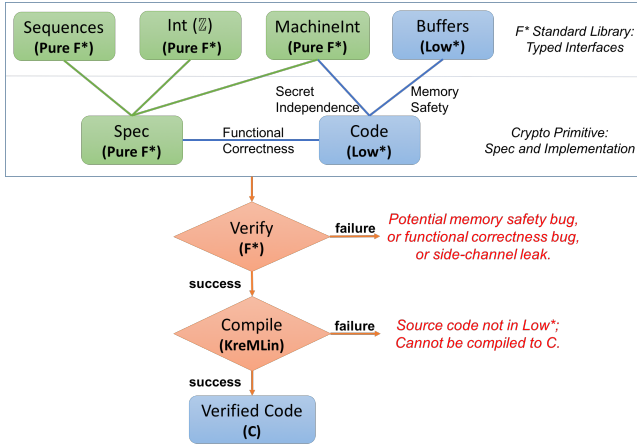 Sequences
(Pure F*)
Int (ℤ)
(Pure F*)
MachineInt
(Pure F*)
Buffers
(Low*)
F* Standard Library:
Typed Interfaces
Secret
Independence
Memory
Safety
Spec
(Pure F*)
Functional
Correctness
Code
(Low*)
Crypto Primitive:
Spec and Implementation
Verify
(F*)
failure
Potential memory safety bug,
or functional correctness bug,
or side-channel leak.
success
Compile
(KreMLin)
failure
Source code not in Low*;
Cannot be compiled to C.
success
Verified Code
(C)